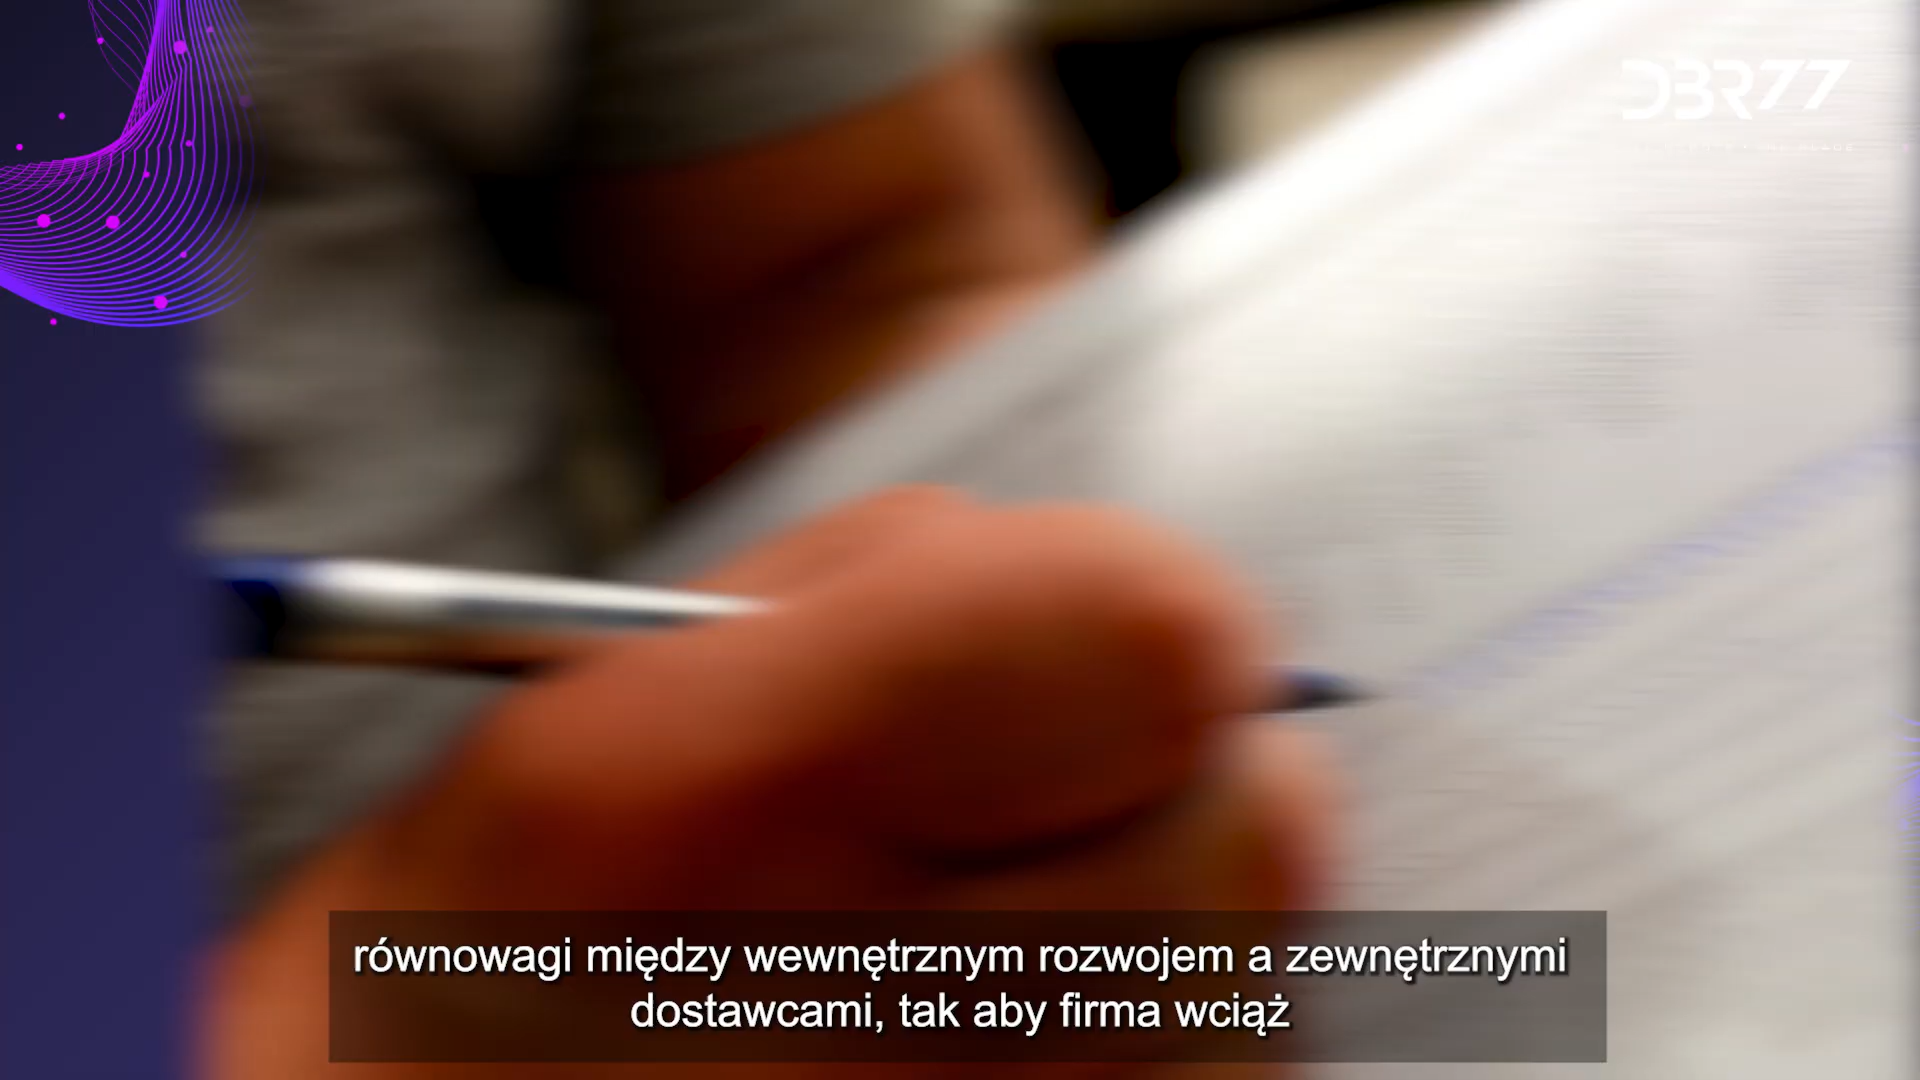 DBR77
równowagi między wewnętrznym rozwojem a zewnętrznymi
dostawcami, tak aby firma wciąż